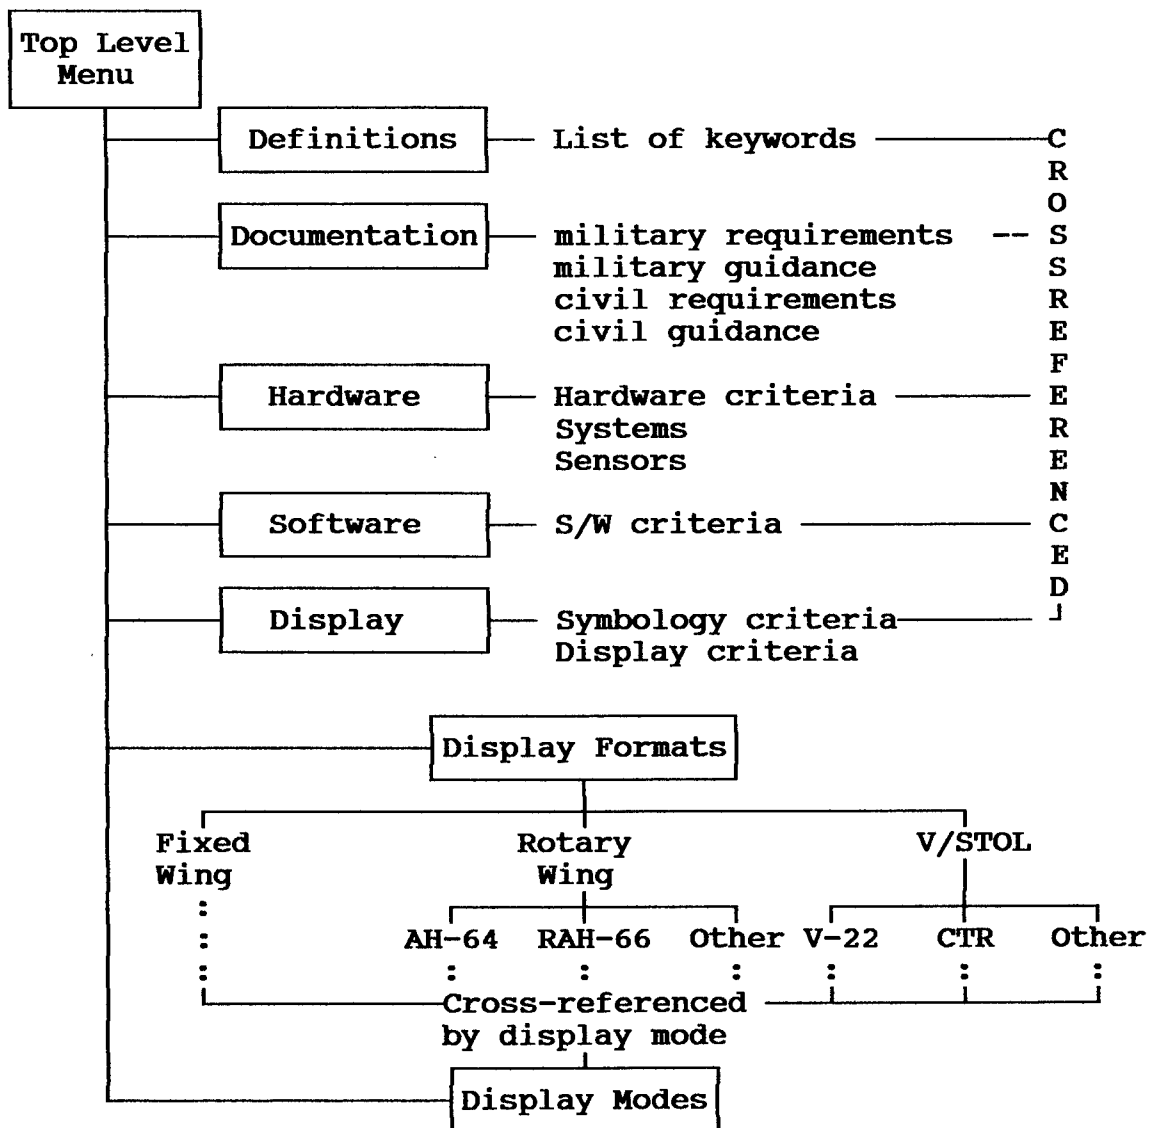 Top Level
Menu
Definitions
List of keywords
Documentation
military requirements
military guidance
civil requirements
civil guidance
Hardware
Hardware criteria
Systems
Sensors
Software
S/W criteria
Display
Symbology criteria
Display criteria
C
R
O
S
S
R
E
F
E
R
E
N
C
E
D
Display Formats
Fixed
Wing
Rotary
Wing
V/STOL
AH-64 RAH-66 Other V-22 CTR Other
Cross-referenced
by display mode
Display Modes